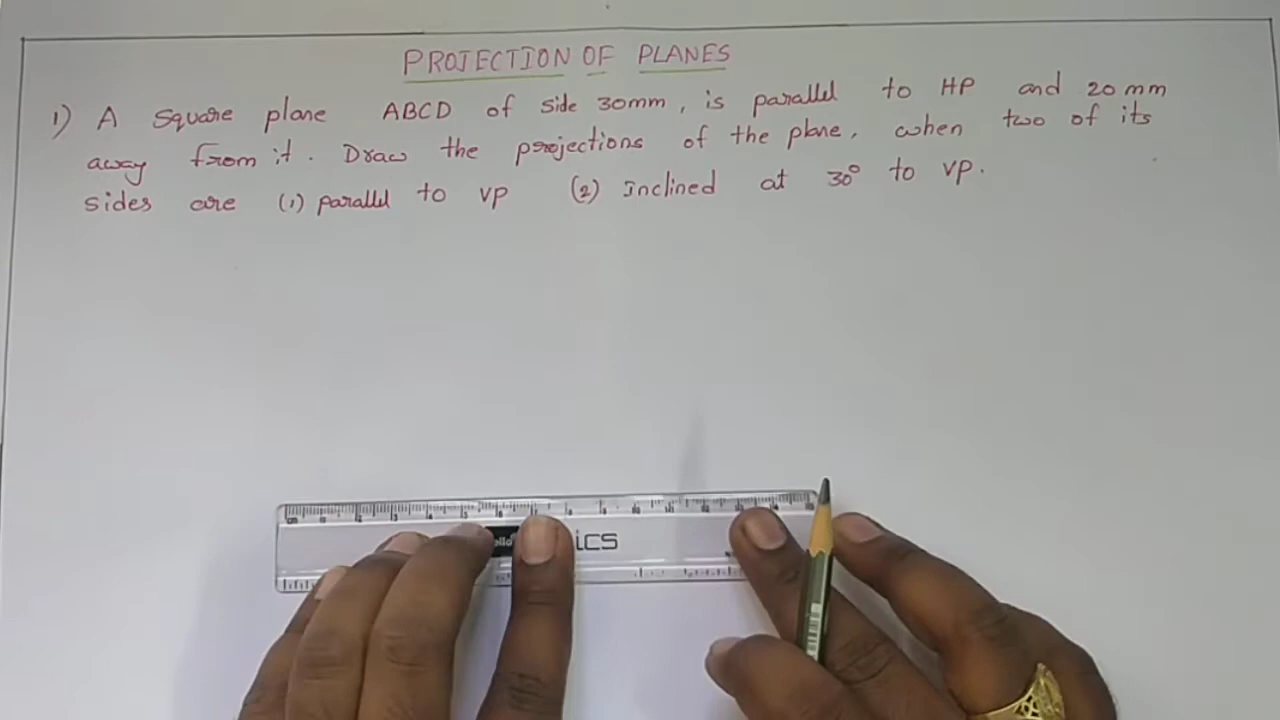 PROJECTION OF PLANES
1) A square plane ABCD of side 30mm, is parallel to HP and 20 mm
away from it. Draw the projections of the plane, when two of its
sides are (1) parallel to VP (2) Inclined at 30° to VP.